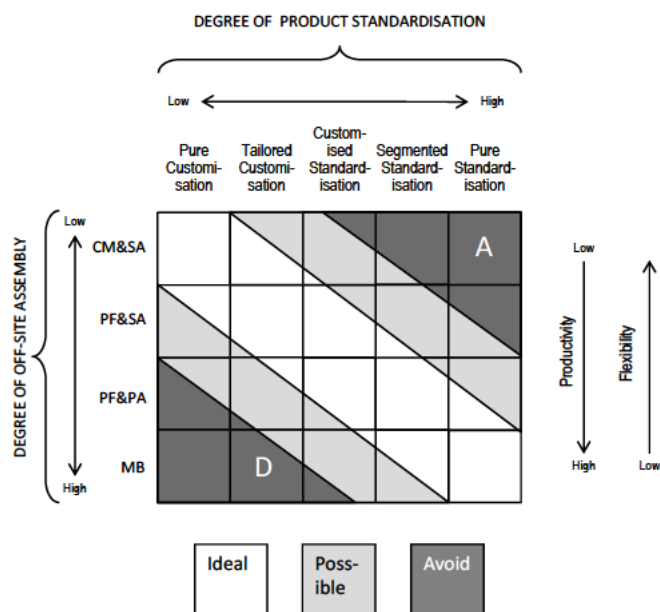 DEGREE OF PRODUCT STANDARDISATION
Low
High
Pure
Customi-
sation
Tailored
Customi-
sation
Custom-
ised
Standard-
isation
Segmented
Standard-
isation
Pure
Standard-
isation
DEGREE OF OFF-SITE ASSEMBLY
Low
High
CM&SA
PF&SA
PF&PA
MB
A
D
Low
Productivity
High
Flexibility
Low
Ideal
Poss-
ible
Avoid